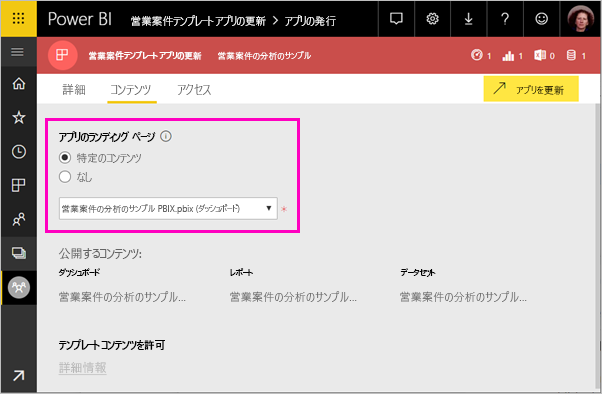 Power BI 営業案件テンプレートアプリの更新 > アプリの発行
営業案件テンプレートアプリの更新 営業案件の分析のサンプル 1 1 0 1
詳細 コンテンツ アクセス アプリを更新
アプリのランディング ページ
特定のコンテンツ
なし
営業案件の分析のサンプル PBIX.pbix (ダッシュボード) *
公開するコンテンツ:
ダッシュボード レポート データセット
営業案件の分析のサンプル... 営業案件の分析のサンプル... 営業案件の分析のサンプル...
テンプレート コンテンツを許可
詳細情報